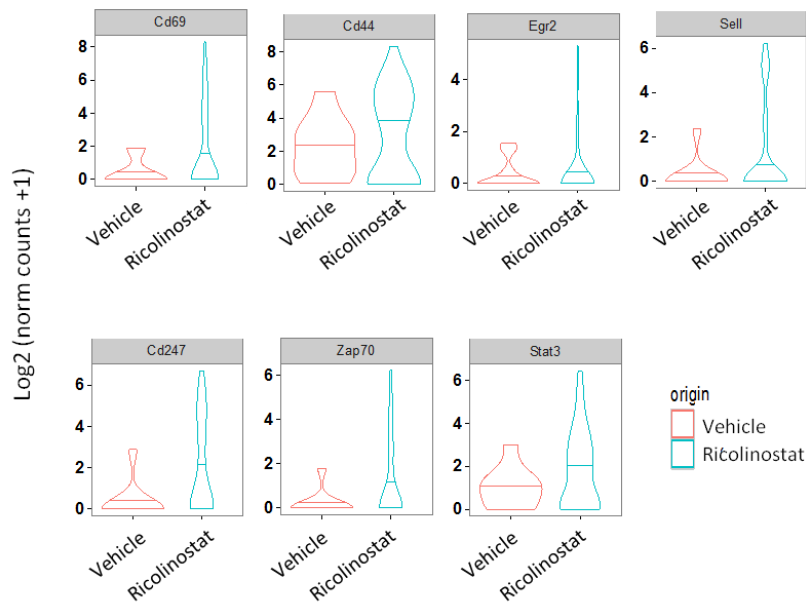 Cd69
Cd44
Egr2
Sell
8
6
4
2
0
8
6
4
2
0
4
2
0
6
4
2
0
Vehicle
Ricolinostat
Vehicle
Ricolinostat
Vehicle
Ricolinostat
Vehicle
Ricolinostat
Log2 (norm counts +1)
Cd247
Zap70
Stat3
6
4
2
0
6
4
2
0
6
4
2
0
Vehicle
Ricolinostat
Vehicle
Ricolinostat
Vehicle
Ricolinostat
origin
Vehicle
Ricolinostat